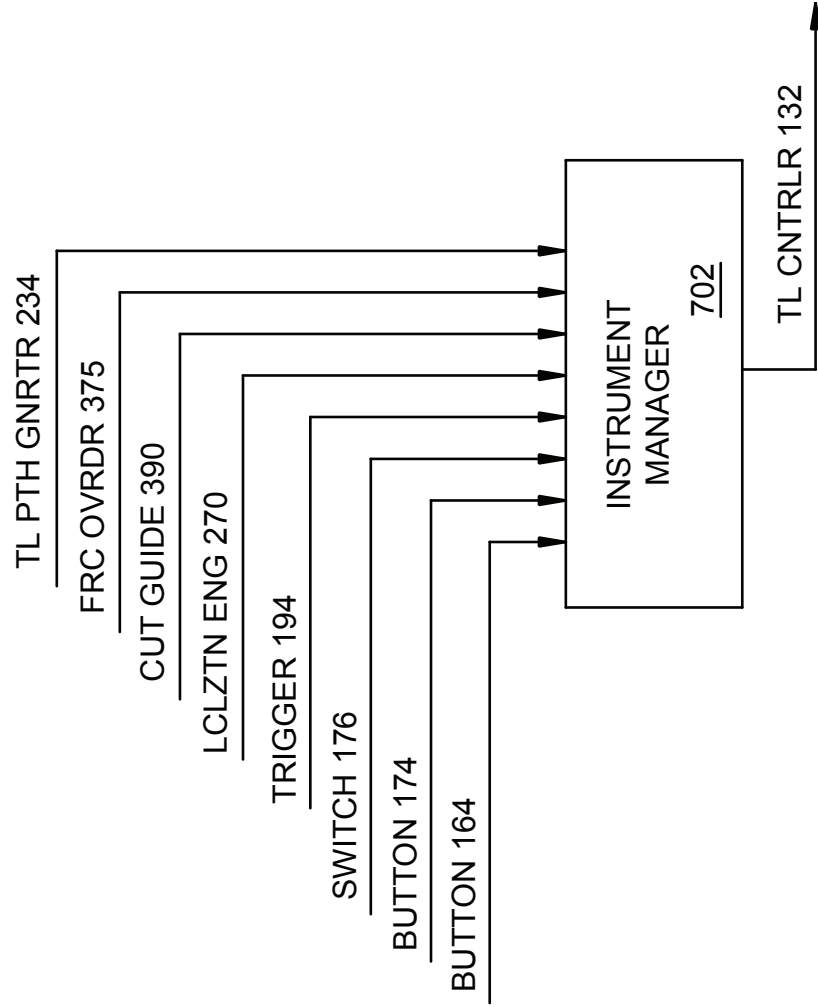 TL PTH GNRTR 234
FRC OVRDR 375
CUT GUIDE 390
LCLZTN ENG 270
TRIGGER 194
SWITCH 176
BUTTON 174
BUTTON 164
INSTRUMENT
MANAGER
702
TL CNTRLR 132